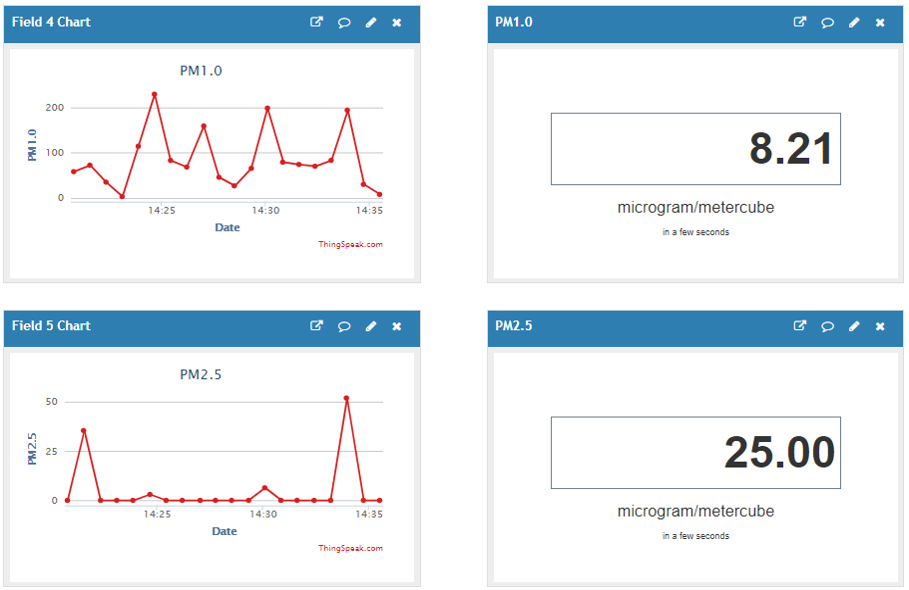 Field 4 Chart
PM1.0
PM1.0
200
100
0
PM1.0
14:25
14:30
14:35
Date
ThingSpeak.com
8.21
microgram/metercube
in a few seconds
Field 5 Chart
PM2.5
PM2.5
50
25
0
PM2.5
14:25
14:30
14:35
Date
ThingSpeak.com
25.00
microgram/metercube
in a few seconds